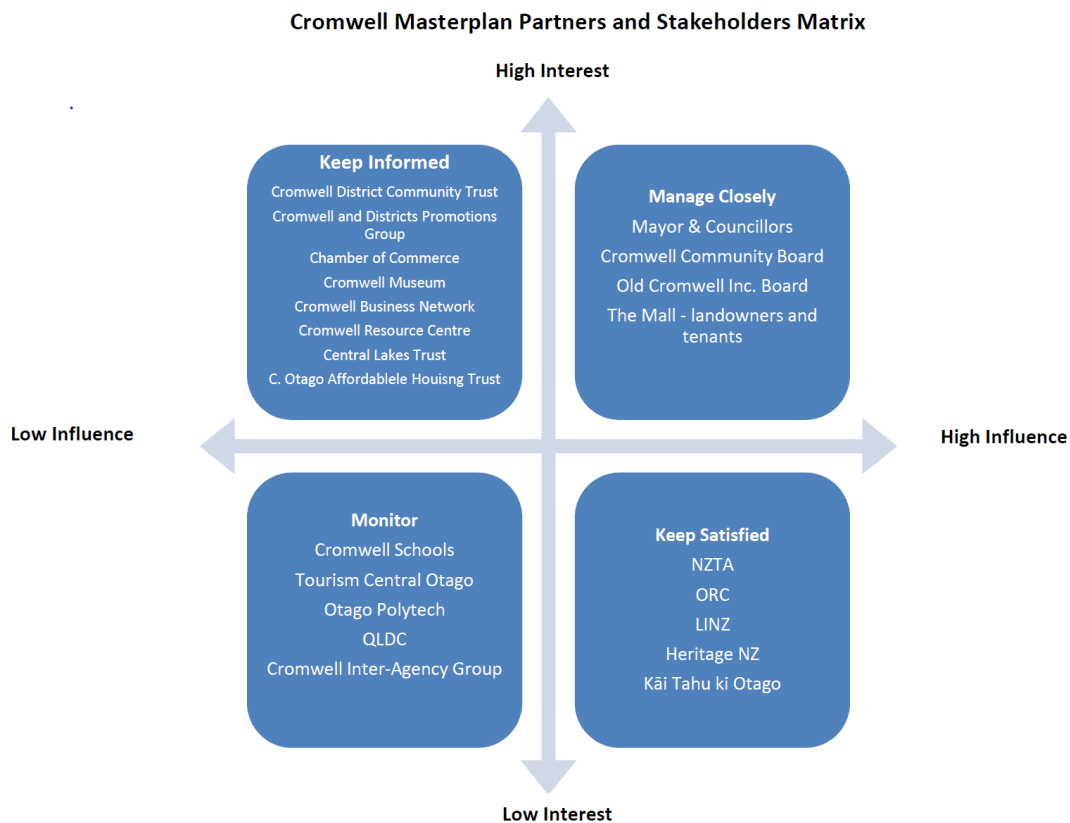 Cromwell Masterplan Partners and Stakeholders Matrix
High Interest
Keep Informed
Cromwell District Community Trust
Cromwell and Districts Promotions
Group
Chamber of Commerce
Cromwell Museum
Cromwell Business Network
Cromwell Resource Centre
Central Lakes Trust
C. Otago Affordablele Houisng Trust
Manage Closely
Mayor & Councillors
Cromwell Community Board
Old Cromwell Inc. Board
The Mall - landowners and
tenants
Low Influence
High Influence
Monitor
Cromwell Schools
Tourism Central Otago
Otago Polytech
QLDC
Cromwell Inter-Agency Group
Keep Satisfied
NZTA
ORC
LINZ
Heritage NZ
Kāi Tahu ki Otago
Low Interest